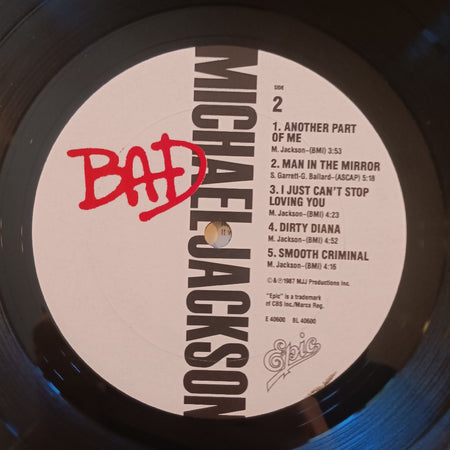 BAD
MICHAEL JACKSON
SIDE
2
1. ANOTHER PART
OF ME
M. Jackson–(BMI) 3:53
2. MAN IN THE MIRROR
S. Garrett-G. Ballard–(ASCAP) 5:18
3. I JUST CAN'T STOP
LOVING YOU
M. Jackson–(BMI) 4:23
4. DIRTY DIANA
M. Jackson–(BMI) 4:52
5. SMOOTH CRIMINAL
M. Jackson–(BMI) 4:16
©&℗1987 MJJ Productions Inc.
"Epic" is a trademark
of CBS Inc./Marca Reg.
E 40600 BL 40600
Epic